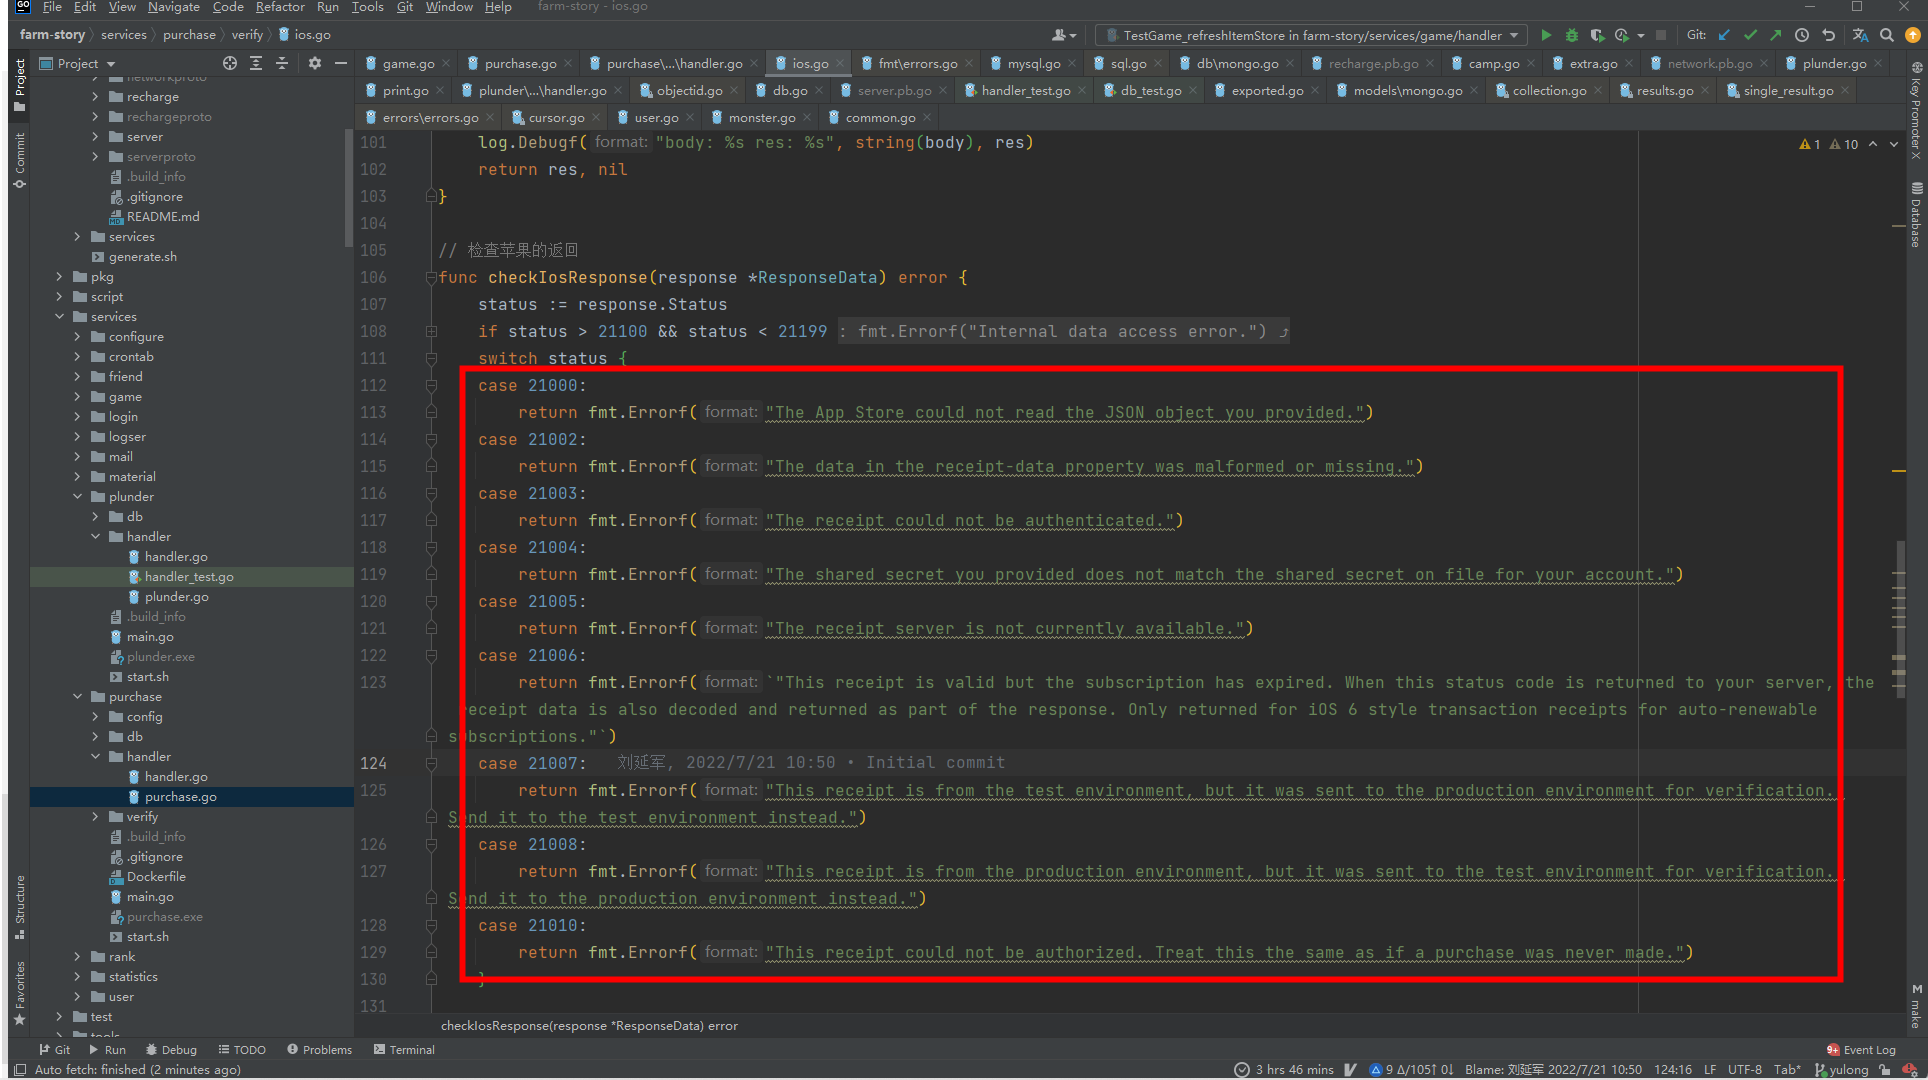 File Edit View Navigate Code Refactor Run Tools Git Window Help farm-story - ios.go
farm-story services purchase verify ios.go
TestGame_refreshItemStore in farm-story/services/game/handler
Git:
Project
game.go purchase.go purchase\...\handler.go ios.go fmt\errors.go mysql.go sql.go db\mongo.go recharge.pb.go camp.go extra.go network.pb.go plunder.go
print.go plunder\...\handler.go objectid.go db.go server.pb.go handler_test.go db_test.go exported.go models\mongo.go collection.go results.go single_result.go
errors\errors.go cursor.go user.go monster.go common.go
Project
Commit
Structure
Favorites
networkproto
recharge
rechargeproto
server
serverproto
.build_info
.gitignore
README.md
services
generate.sh
pkg
script
services
configure
crontab
friend
game
login
logser
mail
material
plunder
db
handler
handler.go
handler_test.go
plunder.go
.build_info
main.go
plunder.exe
start.sh
purchase
config
db
handler
handler.go
purchase.go
verify
.build_info
.gitignore
Dockerfile
main.go
purchase.exe
start.sh
rank
statistics
user
test
tools
1 10
101 log.Debugf( format: "body: %s res: %s", string(body), res)
102 return res, nil
103 }
104
105 // 检查苹果的返回
106 func checkIosResponse(response *ResponseData) error {
107 status := response.Status
108 if status > 21100 && status < 21199 : fmt.Errorf("Internal data access error.")
111 switch status {
112 case 21000:
113 return fmt.Errorf( format: "The App Store could not read the JSON object you provided.")
114 case 21002:
115 return fmt.Errorf( format: "The data in the receipt-data property was malformed or missing.")
116 case 21003:
117 return fmt.Errorf( format: "The receipt could not be authenticated.")
118 case 21004:
119 return fmt.Errorf( format: "The shared secret you provided does not match the shared secret on file for your account.")
120 case 21005:
121 return fmt.Errorf( format: "The receipt server is not currently available.")
122 case 21006:
123 return fmt.Errorf( format: `"This receipt is valid but the subscription has expired. When this status code is returned to your server, the
receipt data is also decoded and returned as part of the response. Only returned for iOS 6 style transaction receipts for auto-renewable
subscriptions."`)
124 case 21007: 刘延军, 2022/7/21 10:50 • Initial commit
125 return fmt.Errorf( format: "This receipt is from the test environment, but it was sent to the production environment for verification.
Send it to the test environment instead.")
126 case 21008:
127 return fmt.Errorf( format: "This receipt is from the production environment, but it was sent to the test environment for verification.
Send it to the production environment instead.")
128 case 21010:
129 return fmt.Errorf( format: "This receipt could not be authorized. Treat this the same as if a purchase was never made.")
130 }
131
checkIosResponse(response *ResponseData) error
Key Promoter X
Database
make
Git Run Debug TODO Problems Terminal
9+ Event Log
Auto fetch: finished (2 minutes ago)
3 hrs 46 mins 9 ∆/105↑ 0↓ Blame: 刘延军 2022/7/21 10:50 124:16 LF UTF-8 Tab* yulong